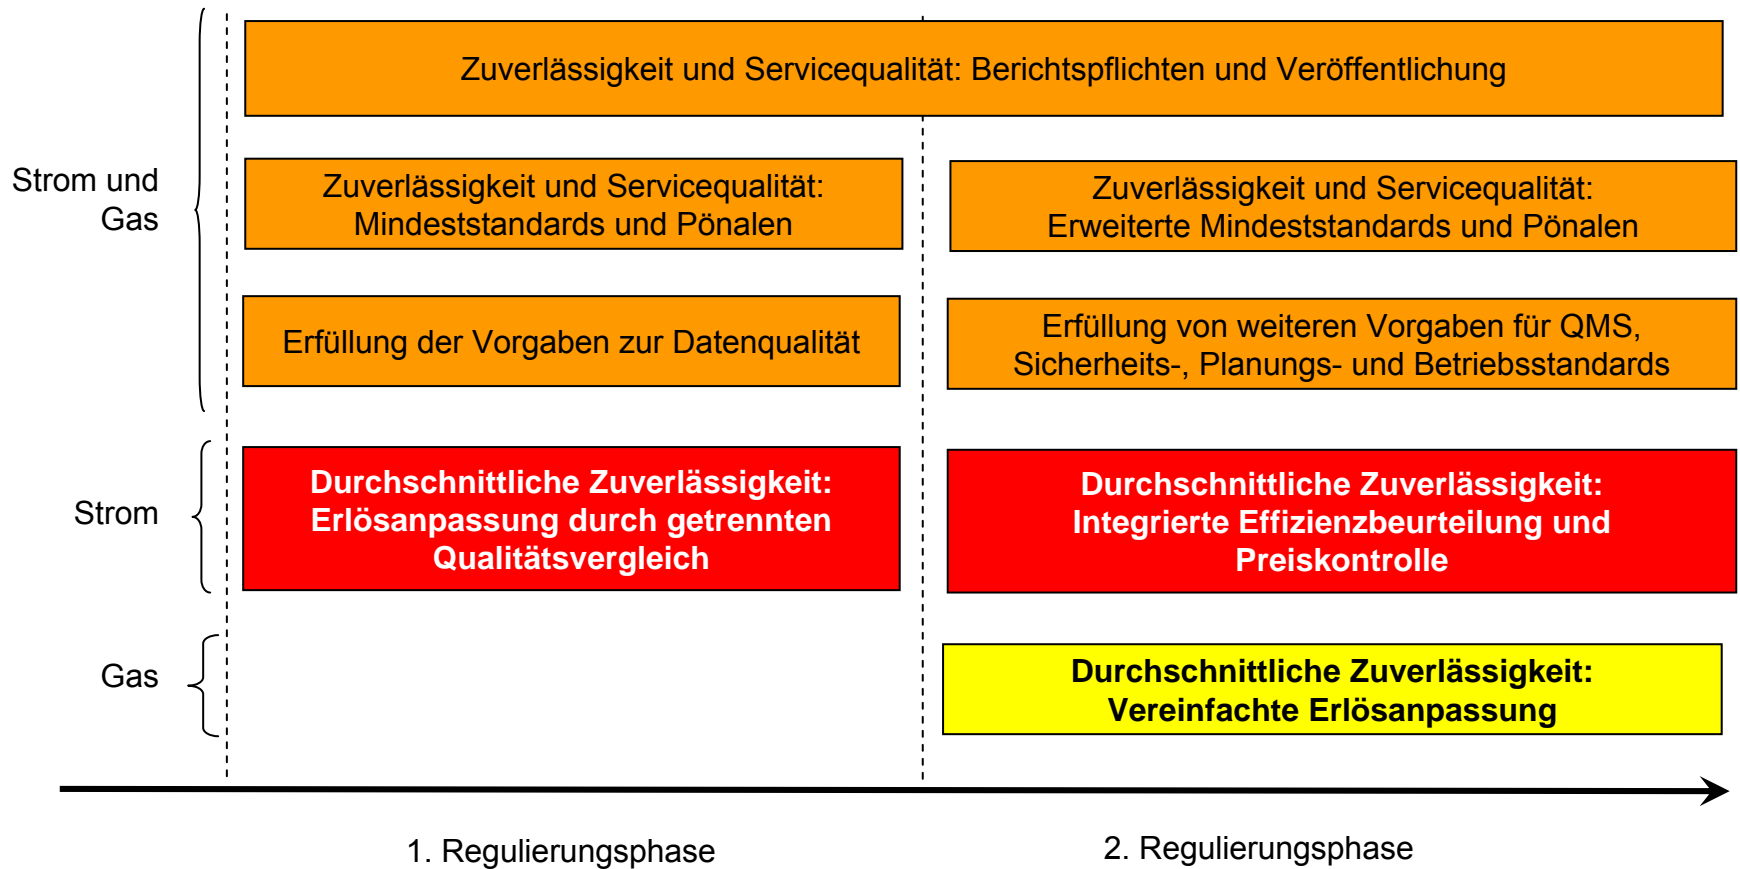 Zuverlässigkeit und Servicequalität: Berichtspflichten und Veröffentlichung
Strom und
Gas
Zuverlässigkeit und Servicequalität:
Mindeststandards und Pönalen
Zuverlässigkeit und Servicequalität:
Erweiterte Mindeststandards und Pönalen
Erfüllung der Vorgaben zur Datenqualität
Erfüllung von weiteren Vorgaben für QMS,
Sicherheits-, Planungs- und Betriebsstandards
Strom
Durchschnittliche Zuverlässigkeit:
Erlösanpassung durch getrennten
Qualitätsvergleich
Durchschnittliche Zuverlässigkeit:
Integrierte Effizienzbeurteilung und
Preiskontrolle
Gas
Durchschnittliche Zuverlässigkeit:
Vereinfachte Erlösanpassung
1. Regulierungsphase
2. Regulierungsphase